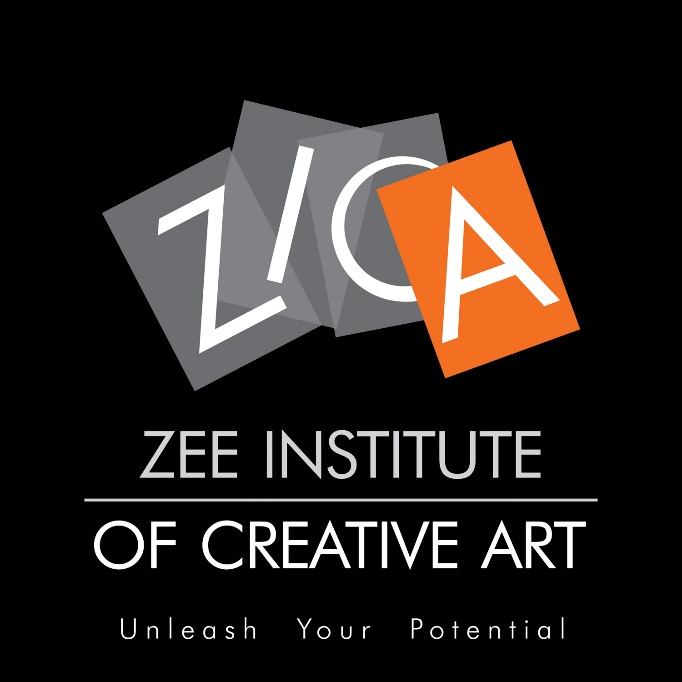 ZICA
ZEE INSTITUTE
OF CREATIVE ART
Unleash Your Potential